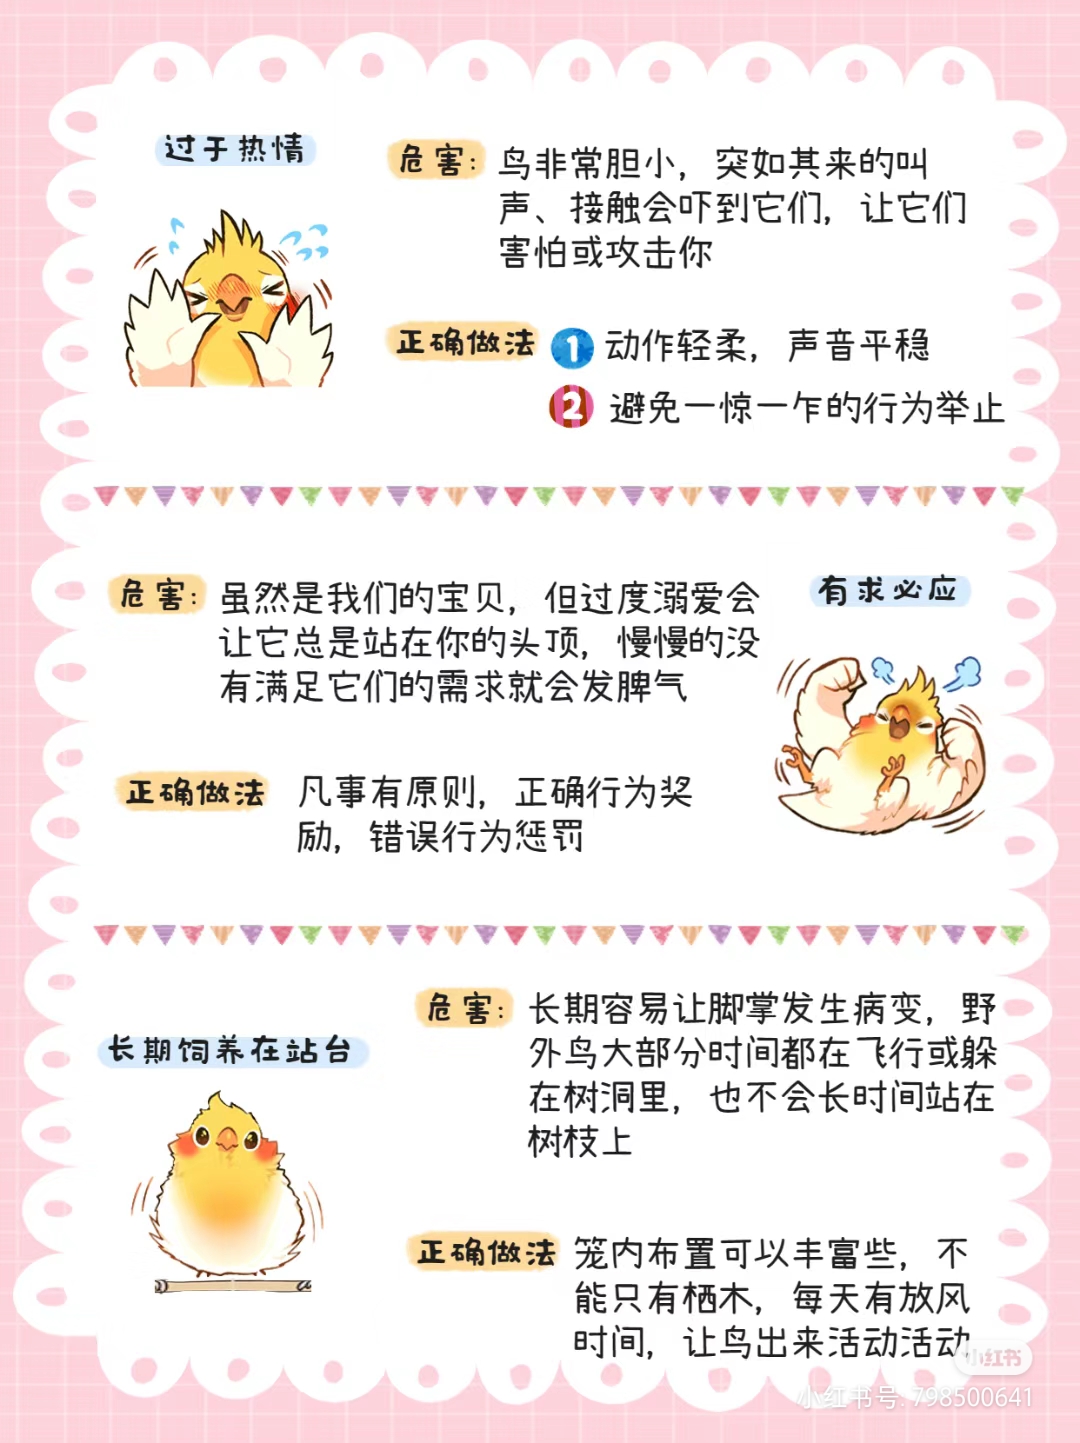 过于热情
危害：鸟非常胆小，突如其来的叫
声、接触会吓到它们，让它们
害怕或攻击你
正确做法 1 动作轻柔，声音平稳
2 避免一惊一乍的行为举止
有求必应
危害：虽然是我们的宝贝，但过度溺爱会
让它总是站在你的头顶，慢慢的没
有满足它们的需求就会发脾气
正确做法 凡事有原则，正确行为奖
励，错误行为惩罚
长期饲养在站台
危害：长期容易让脚掌发生病变，野
外鸟大部分时间都在飞行或躲
在树洞里，也不会长时间站在
树枝上
正确做法 笼内布置可以丰富些，不
能只有栖木，每天有放风
时间，让鸟出来活动活动
小红书
小红书号: 798500641